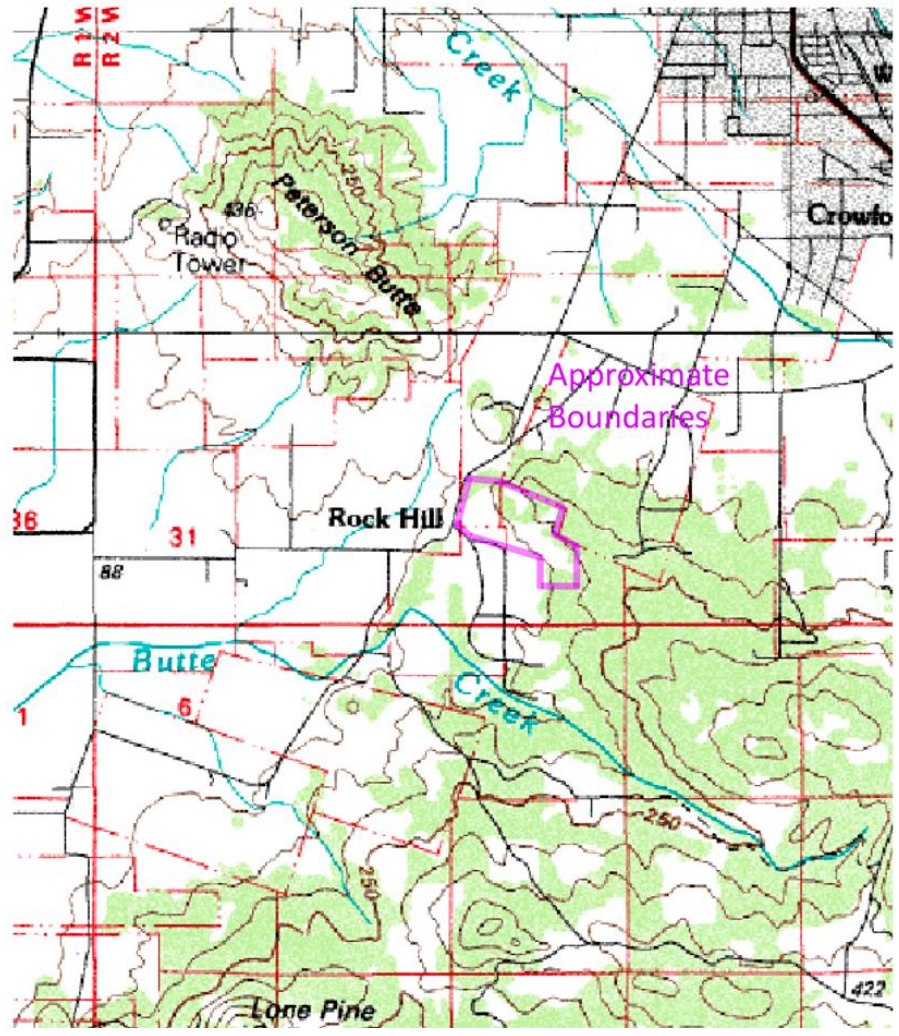 R 1 W
R 2 W
Creek
W
250
Peterson Butte
436
Radio
Tower
Crowfo
Approximate
Boundaries
Rock Hill
36
31
88
Butte
Creek
1
6
250
250
422
Lone Pine